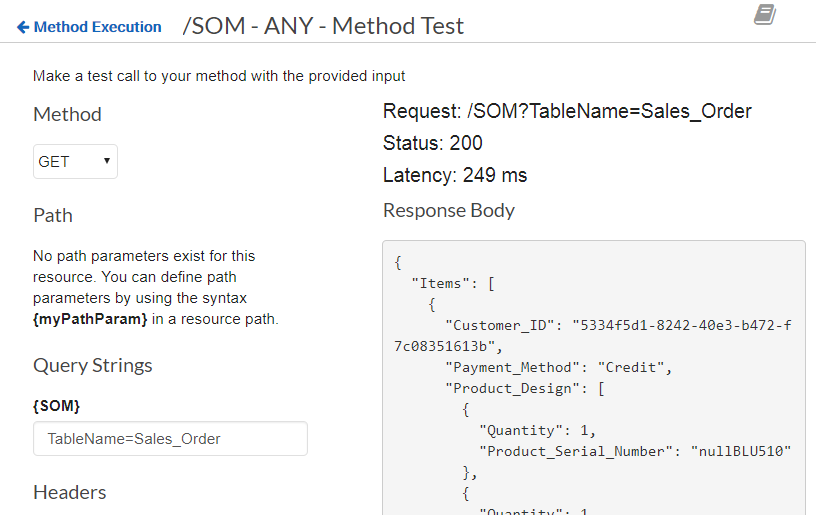 Method Execution /SOM - ANY - Method Test
Make a test call to your method with the provided input
Method
GET
Path
No path parameters exist for this
resource. You can define path
parameters by using the syntax
{myPathParam} in a resource path.
Query Strings
{SOM}
TableName=Sales_Order
Headers
Request: /SOM?TableName=Sales_Order
Status: 200
Latency: 249 ms
Response Body
{
"Items": [
{
"Customer_ID": "5334f5d1-8242-40e3-b472-f
7c08351613b",
"Payment_Method": "Credit",
"Product_Design": [
{
"Quantity": 1,
"Product_Serial_Number": "nullBLU510"
},
{
"Quantity": 1